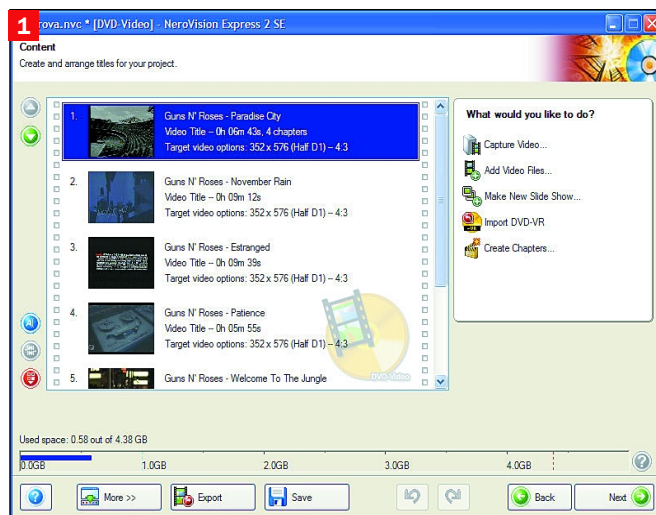 1
rova.nvc * [DVD-Video] - NeroVision Express 2 SE
Content
Create and arrange titles for your project.
1. Guns N' Roses - Paradise City
Video Title – 0h 06m 43s, 4 chapters
Target video options: 352 x 576 (Half D1) – 4:3
2. Guns N' Roses - November Rain
Video Title – 0h 09m 12s
Target video options: 352 x 576 (Half D1) – 4:3
3. Guns N' Roses - Estranged
Video Title – 0h 09m 39s
Target video options: 352 x 576 (Half D1) – 4:3
4. Guns N' Roses - Patience
Video Title – 0h 05m 55s
Target video options: 352 x 576 (Half D1) – 4:3
5. Guns N' Roses - Welcome To The Jungle
DVD-Video
What would you like to do?
Capture Video...
Add Video Files...
Make New Slide Show...
Import DVD-VR
Create Chapters...
Used space: 0.58 out of 4.38 GB
0.0GB 1.0GB 2.0GB 3.0GB 4.0GB
More >> Export Save Back Next